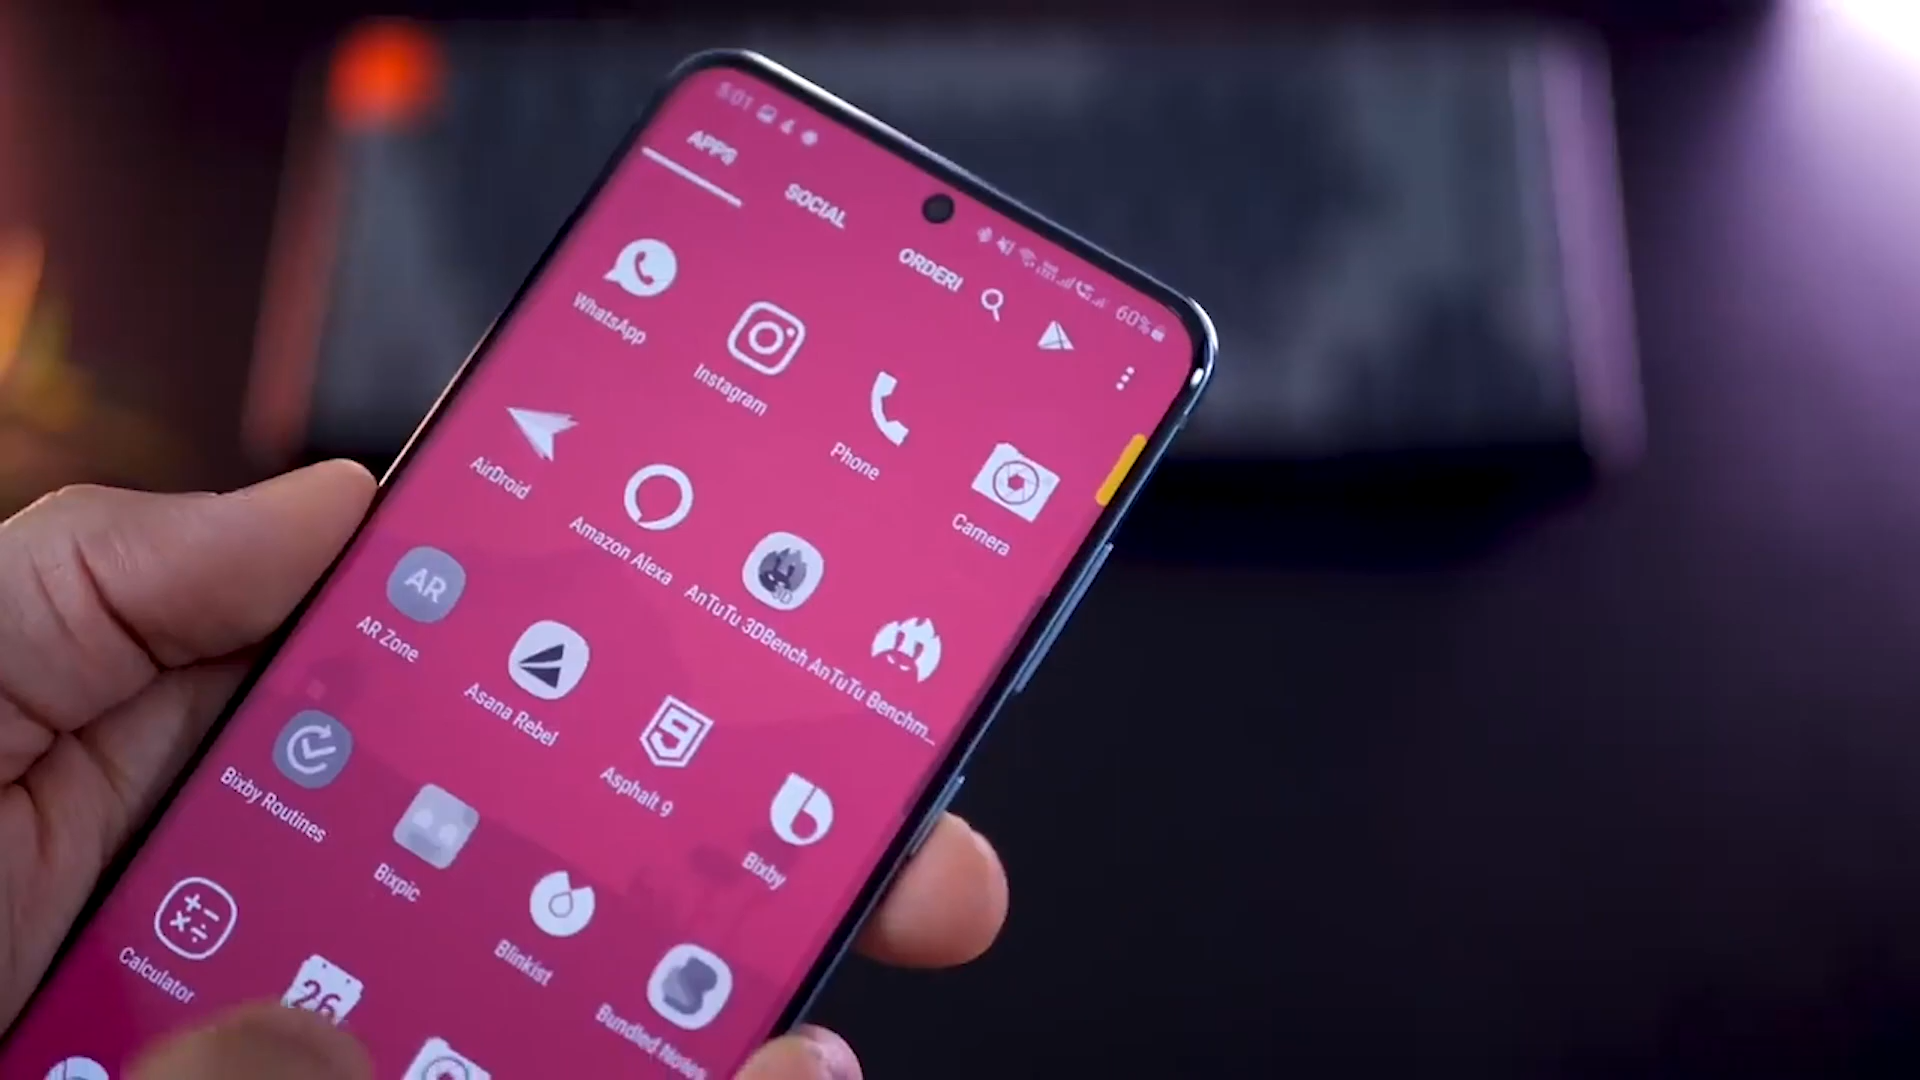 5:01
60%
APPS
SOCIAL
ORDERI
WhatsApp
Instagram
Phone
Camera
AirDroid
Amazon Alexa
AnTuTu 3DBench
AnTuTu Benchm...
AR
AR Zone
Asana Rebel
9
Asphalt 9
Bixby
Bixby Routines
Bixpic
Blinkist
Bundled Notes
Calculator
26